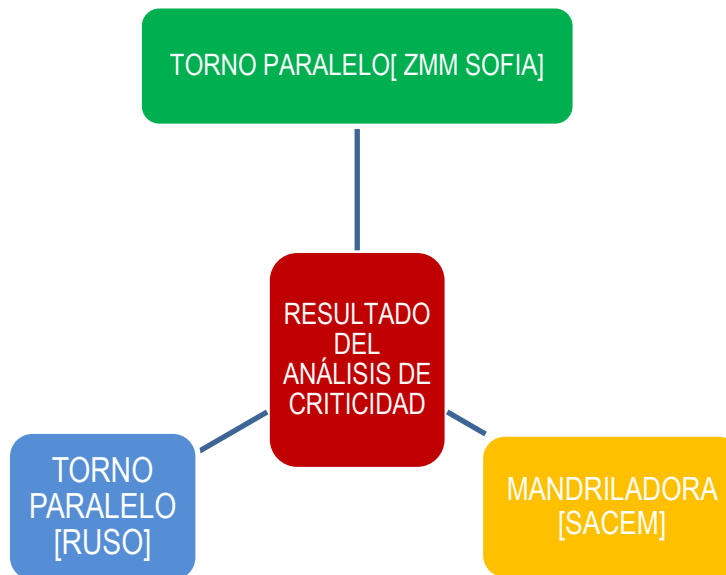 TORNO PARALELO[ ZMM SOFIA]
RESULTADO
DEL
ANÁLISIS DE
CRITICIDAD
TORNO
PARALELO
[RUSO]
MANDRILADORA
[SACEM]